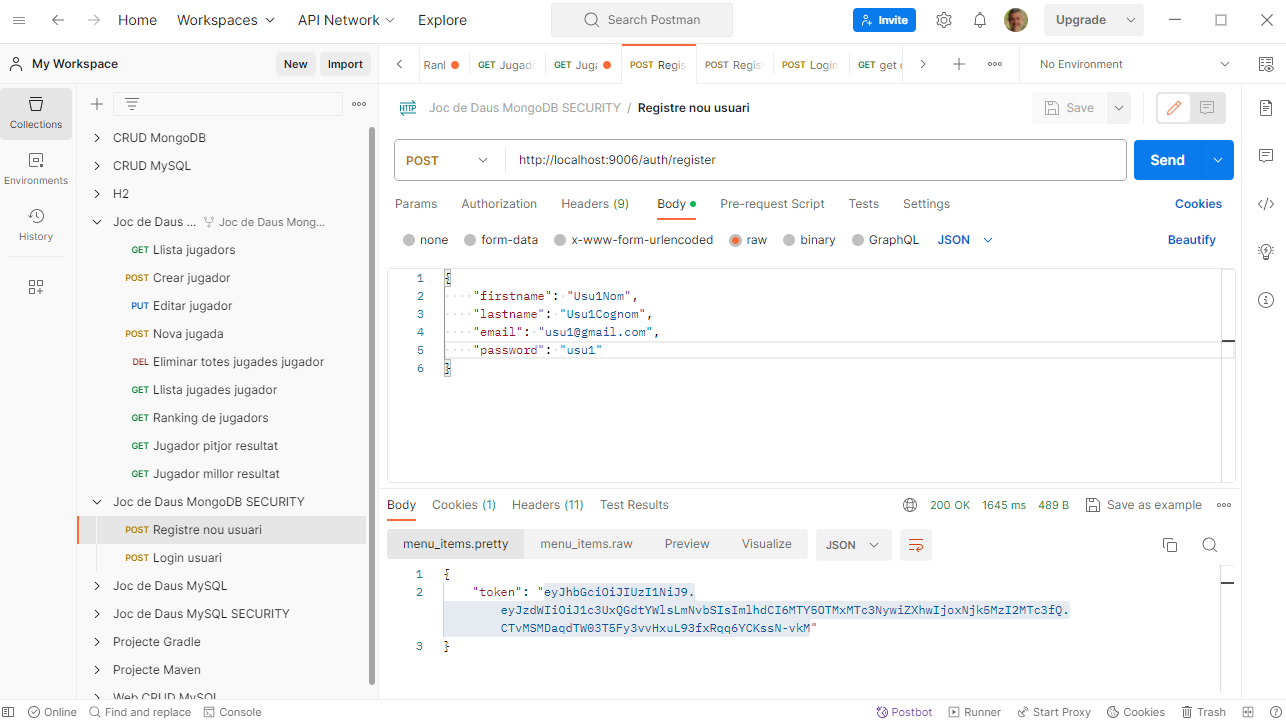 Home Workspaces API Network Explore Search Postman Invite Upgrade
My Workspace New Import GET Jugad POST Regis POST Regist POST Login GET get No Environment
Collections
Environments
History
CRUD MongoDB
CRUD MySQL
H2
Joc de Daus ... Joc de Daus Mong...
GET Llista jugadors
POST Crear jugador
PUT Editar jugador
POST Nova jugada
DEL Eliminar totes jugades jugador
GET Llista jugades jugador
GET Ranking de jugadors
GET Jugador pitjor resultat
GET Jugador millor resultat
Joc de Daus MongoDB SECURITY
POST Registre nou usuari
POST Login usuari
Joc de Daus MySQL
Joc de Daus MySQL SECURITY
Projecte Gradle
Projecte Maven
Web CRUD MySQL
HTTP Joc de Daus MongoDB SECURITY / Registre nou usuari Save
POST http://localhost:9006/auth/register Send
Params Authorization Headers (9) Body Pre-request Script Tests Settings Cookies
none form-data x-www-form-urlencoded raw binary GraphQL JSON Beautify
1 {
2 "firstname": "Usu1Nom",
3 "lastname": "Usu1Cognom",
4 "email": "usu1@gmail.com",
5 "password": "usu1"
6 }
Body Cookies (1) Headers (11) Test Results 200 OK 1645 ms 489 B Save as example
menu_items.pretty menu_items.raw Preview Visualize JSON
1 {
2 "token": "eyJhbGciOiJIUzI1NiJ9.
eyJzdWIiOiJ1c3UxQGdtYWlsLmNvbSIsImlhdCI6MTY5OTMxMTc3NywiZXhwIjoxNjk5MzI2MTc3fQ.
CTvMSMDaqdTW03T5Fy3vvHxuL93fxRqq6YCKssN-vkM"
3 }
Online Find and replace Console Postbot Runner Start Proxy Cookies Trash